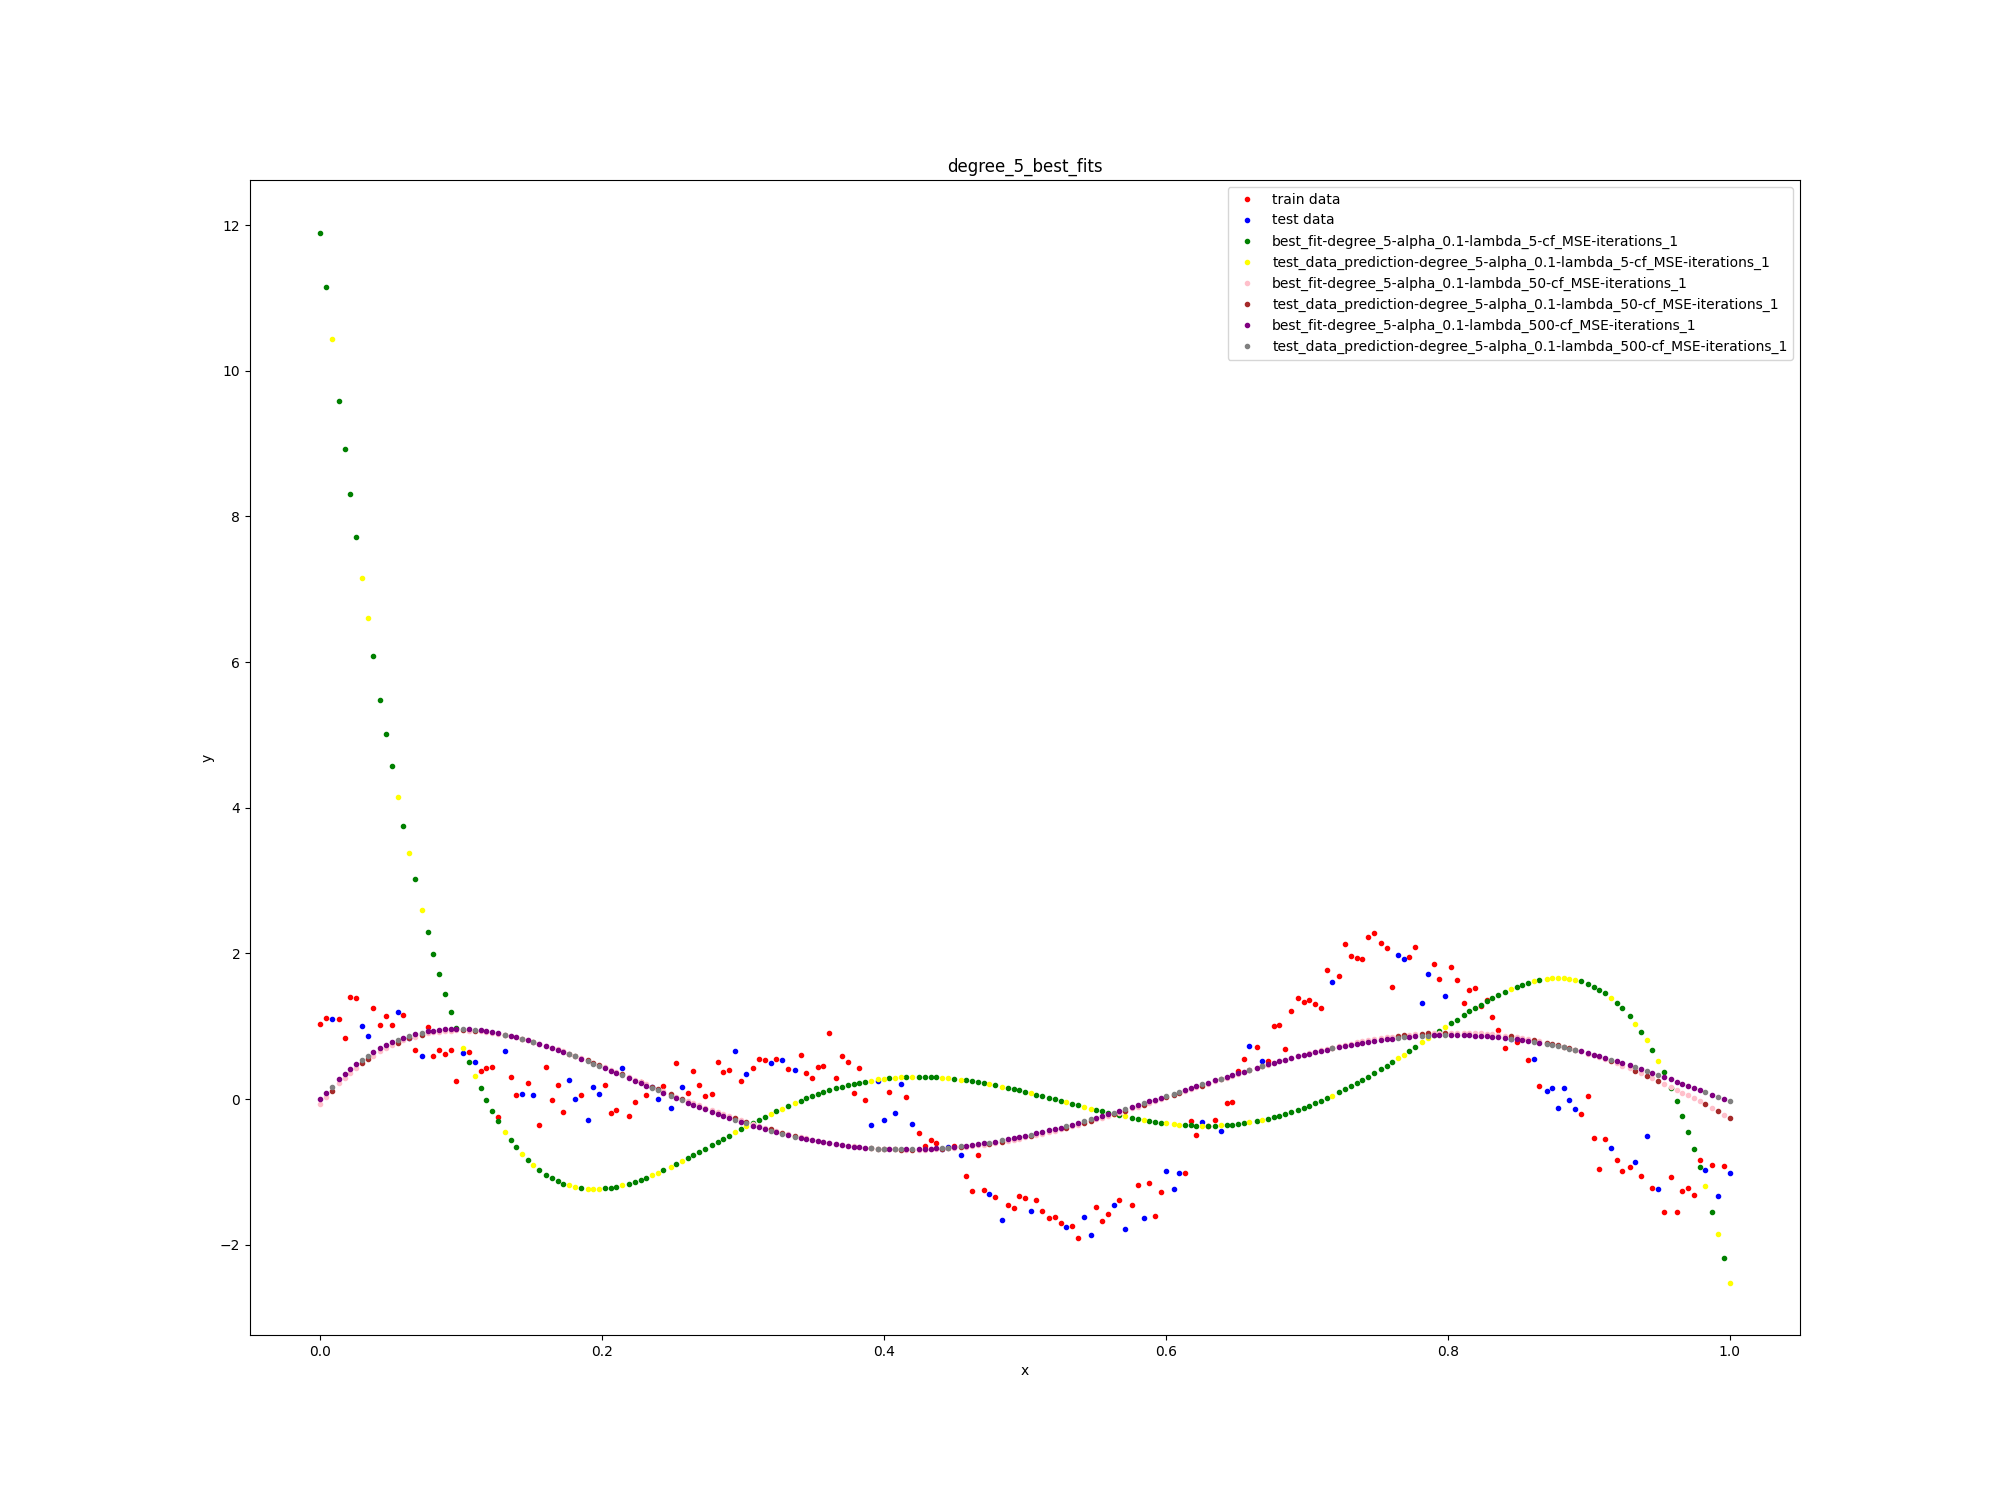 degree_5_best_fits
train data
test data
best_fit-degree_5-alpha_0.1-lambda_5-cf_MSE-iterations_1
test_data_prediction-degree_5-alpha_0.1-lambda_5-cf_MSE-iterations_1
best_fit-degree_5-alpha_0.1-lambda_50-cf_MSE-iterations_1
test_data_prediction-degree_5-alpha_0.1-lambda_50-cf_MSE-iterations_1
best_fit-degree_5-alpha_0.1-lambda_500-cf_MSE-iterations_1
test_data_prediction-degree_5-alpha_0.1-lambda_500-cf_MSE-iterations_1
12
10
8
6
4
2
0
−2
y
0.0 0.2 0.4 0.6 0.8 1.0
x